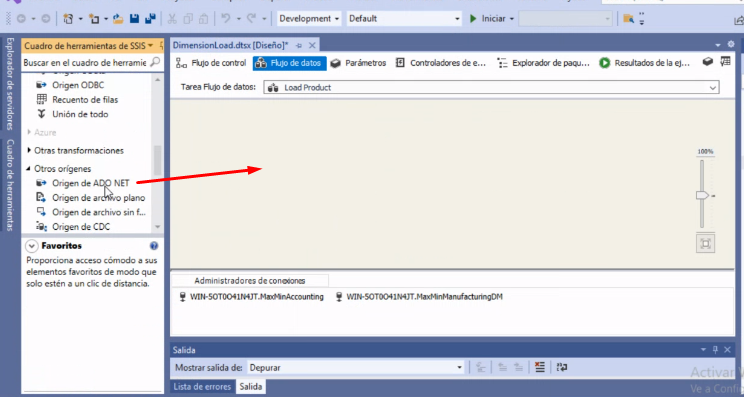 Development
Default
Iniciar
Explorador de servidores
Cuadro de herramientas
Cuadro de herramientas de SSIS
Buscar en el cuadro de herramie
Origen ODBC
Recuento de filas
Unión de todo
Azure
Otras transformaciones
Otros orígenes
Origen de ADO NET
Origen de archivo plano
Origen de archivo sin f...
Origen de CDC
Favoritos
Proporciona acceso cómodo a sus
elementos favoritos de modo que
solo estén a un clic de distancia.
DimensionLoad.dtsx [Diseño]*
Flujo de control
Flujo de datos
Parámetros
Controladores de e...
Explorador de paqu...
Resultados de la ej...
Tarea Flujo de datos:
Load Product
100%
Administradores de conexiones
WIN-SOT0O41N4JT.MaxMinAccounting
WIN-SOT0O41N4JT.MaxMinManufacturingDM
Salida
Mostrar salida de: Depurar
Lista de errores
Salida
Activar
Ve a Config